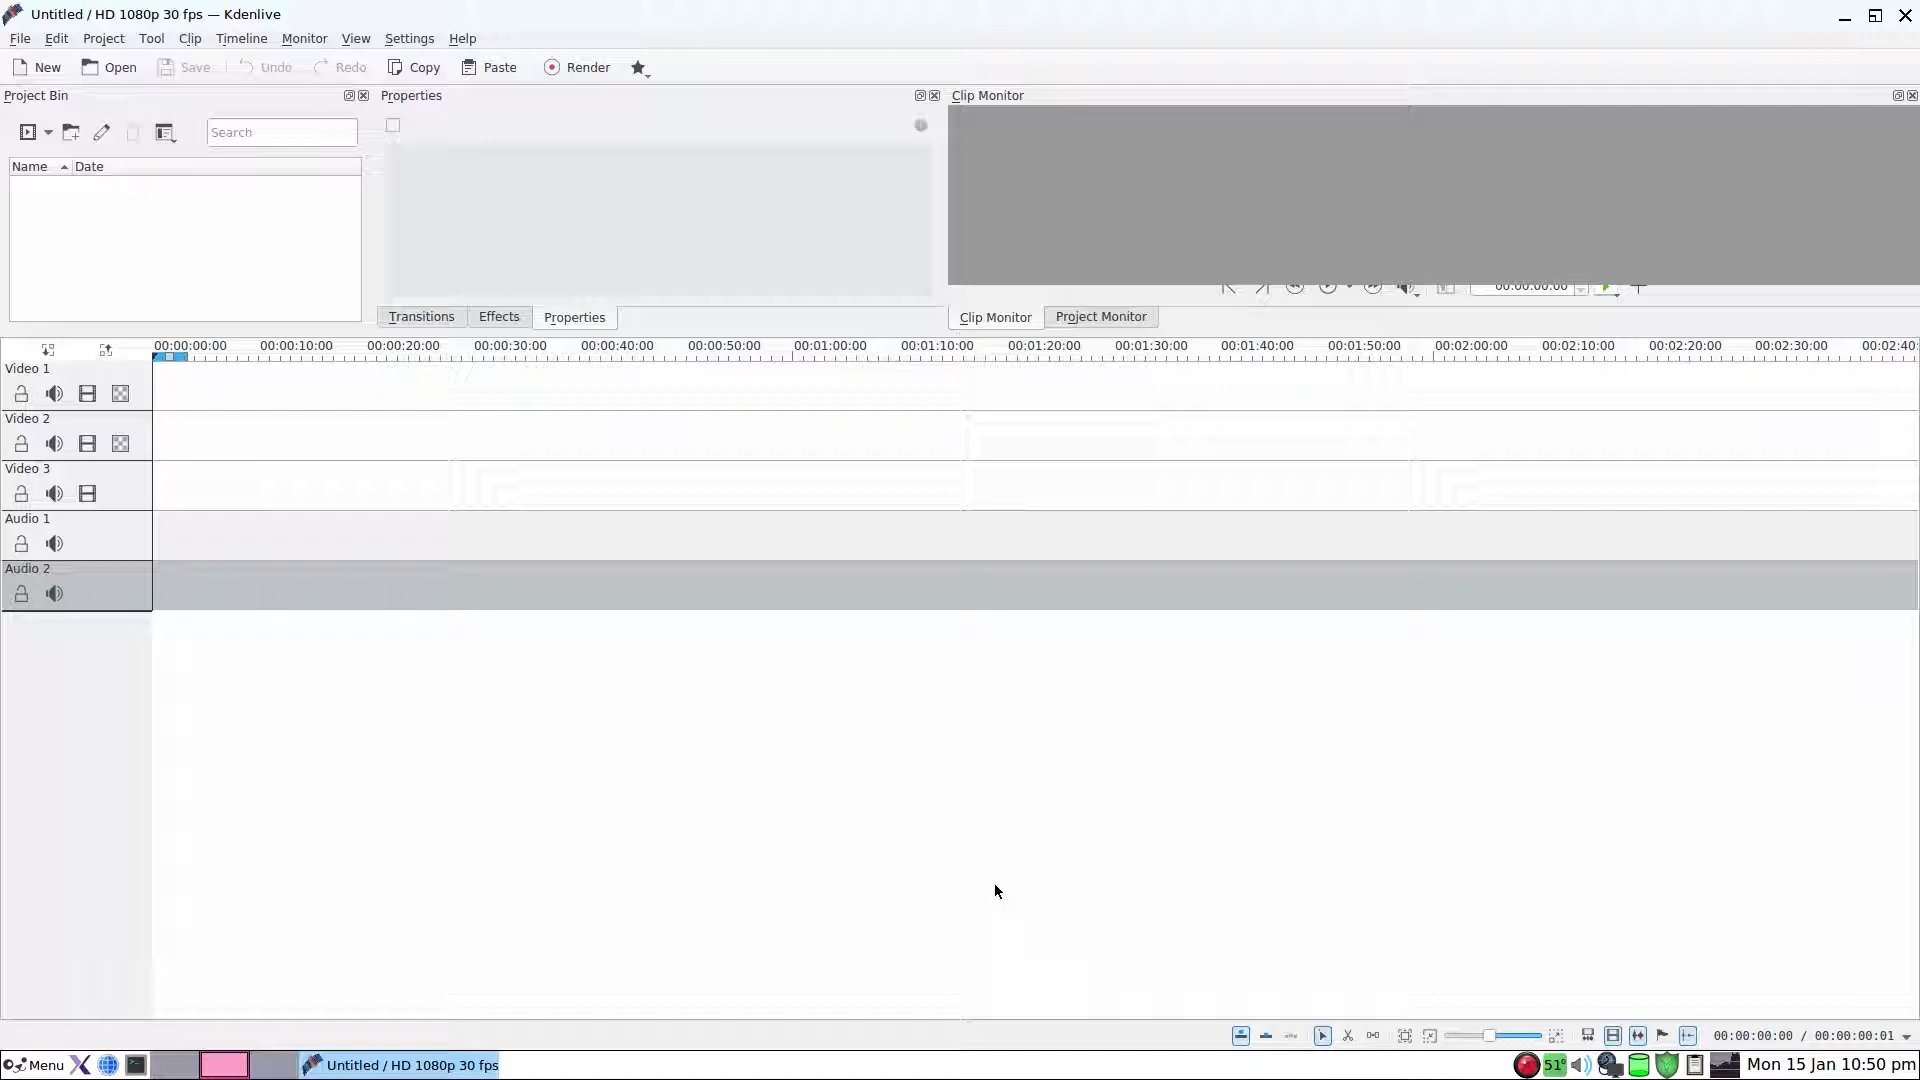 Untitled / HD 1080p 30 fps — Kdenlive
File Edit Project Tool Clip Timeline Monitor View Settings Help
New Open Save Undo Redo Copy Paste Render
Project Bin Properties Clip Monitor
Search
Name Date
00:00:00:00
Transitions Effects Properties Clip Monitor Project Monitor
00:00:00:00 00:00:10:00 00:00:20:00 00:00:30:00 00:00:40:00 00:00:50:00 00:01:00:00 00:01:10:00 00:01:20:00 00:01:30:00 00:01:40:00 00:01:50:00 00:02:00:00 00:02:10:00 00:02:20:00 00:02:30:00 00:02:40:
Video 1
Video 2
Video 3
Audio 1
Audio 2
00:00:00:00 / 00:00:00:01
Menu Untitled / HD 1080p 30 fps 51° Mon 15 Jan 10:50 pm